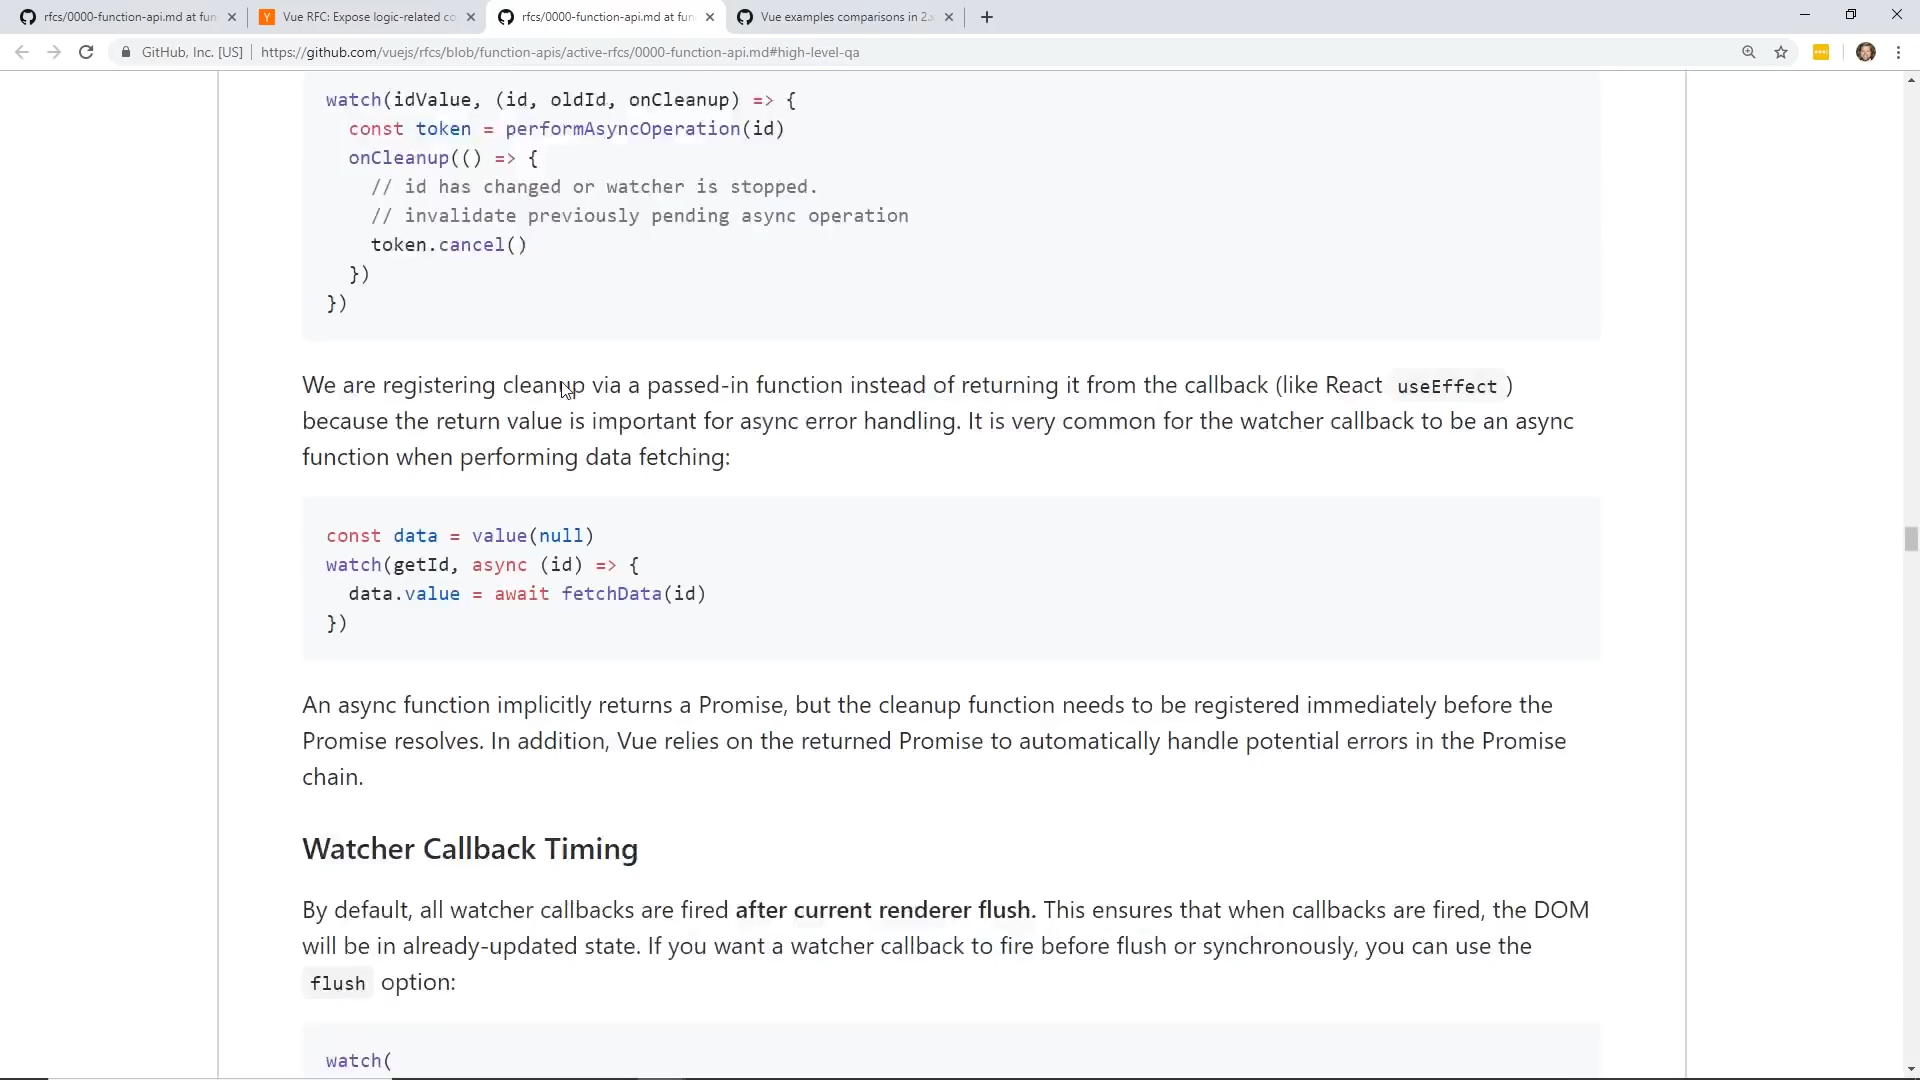 rfcs/0000-function-api.md at fun
Vue RFC: Expose logic-related co
rfcs/0000-function-api.md at fun
Vue examples comparisons in 2.
GitHub, Inc. [US]
https://github.com/vuejs/rfcs/blob/function-apis/active-rfcs/0000-function-api.md#high-level-qa
watch(idValue, (id, oldId, onCleanup) => {
const token = performAsyncOperation(id)
onCleanup(() => {
// id has changed or watcher is stopped.
// invalidate previously pending async operation
token.cancel()
})
})
We are registering cleanup via a passed-in function instead of returning it from the callback (like React useEffect )
because the return value is important for async error handling. It is very common for the watcher callback to be an async
function when performing data fetching:
const data = value(null)
watch(getId, async (id) => {
data.value = await fetchData(id)
})
An async function implicitly returns a Promise, but the cleanup function needs to be registered immediately before the
Promise resolves. In addition, Vue relies on the returned Promise to automatically handle potential errors in the Promise
chain.
Watcher Callback Timing
By default, all watcher callbacks are fired after current renderer flush. This ensures that when callbacks are fired, the DOM
will be in already-updated state. If you want a watcher callback to fire before flush or synchronously, you can use the
flush option:
watch(